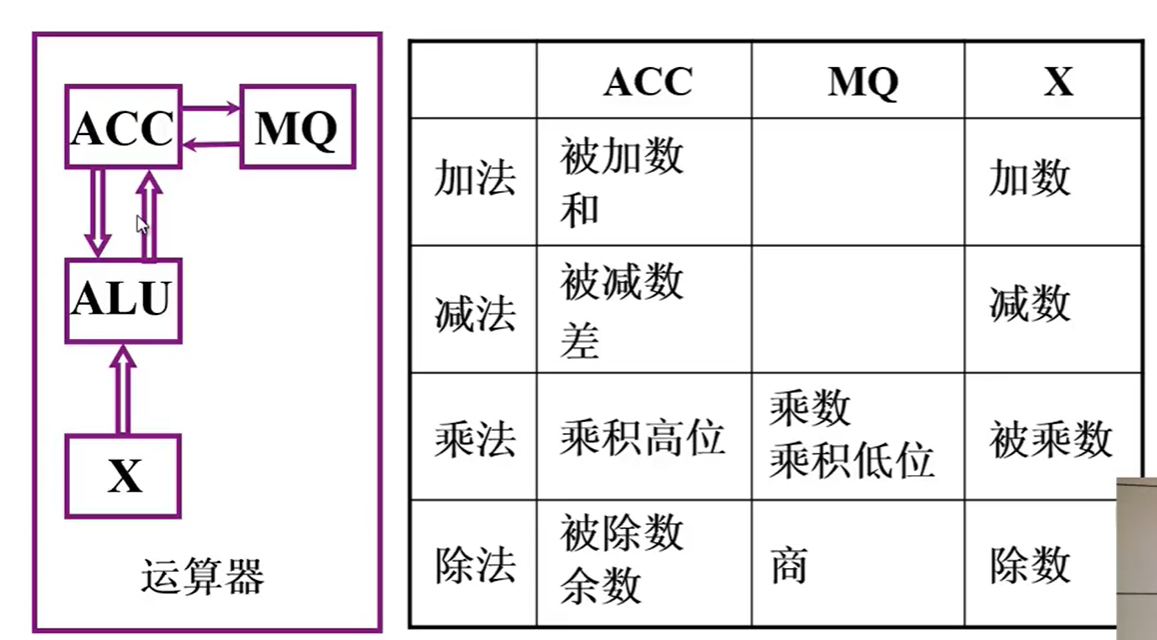 ACC
MQ
ALU
X
运算器
ACC MQ X
加法 被加数 加数
和
减法 被减数 减数
差
乘法 乘积高位 乘数 被乘数
乘积低位
除法 被除数 商 除数
余数